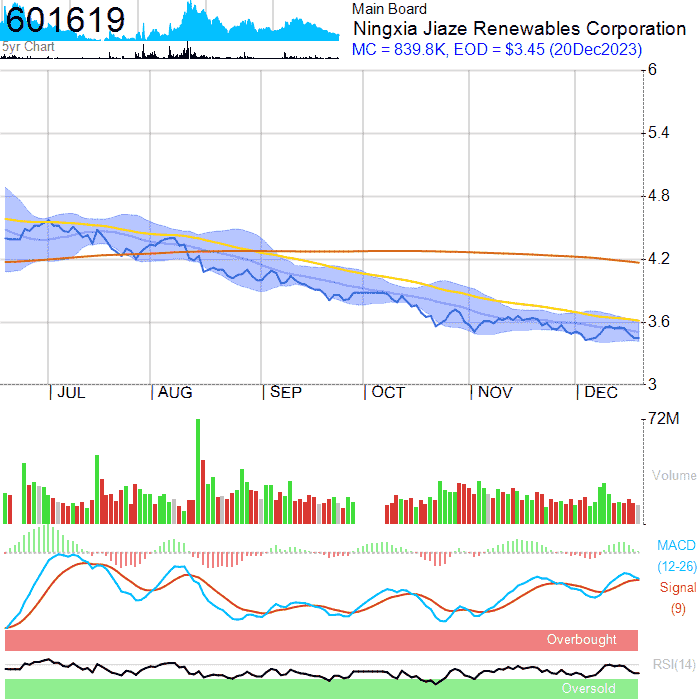 601619
Main Board
Ningxia Jiaze Renewables Corporation
MC = 839.8K, EOD = $3.45 (20Dec2023)
5yr Chart
6
5.4
4.8
4.2
3.6
3
JUL
AUG
SEP
OCT
NOV
DEC
72M
Volume
MACD
(12-26)
Signal
(9)
Overbought
RSI(14)
Oversold